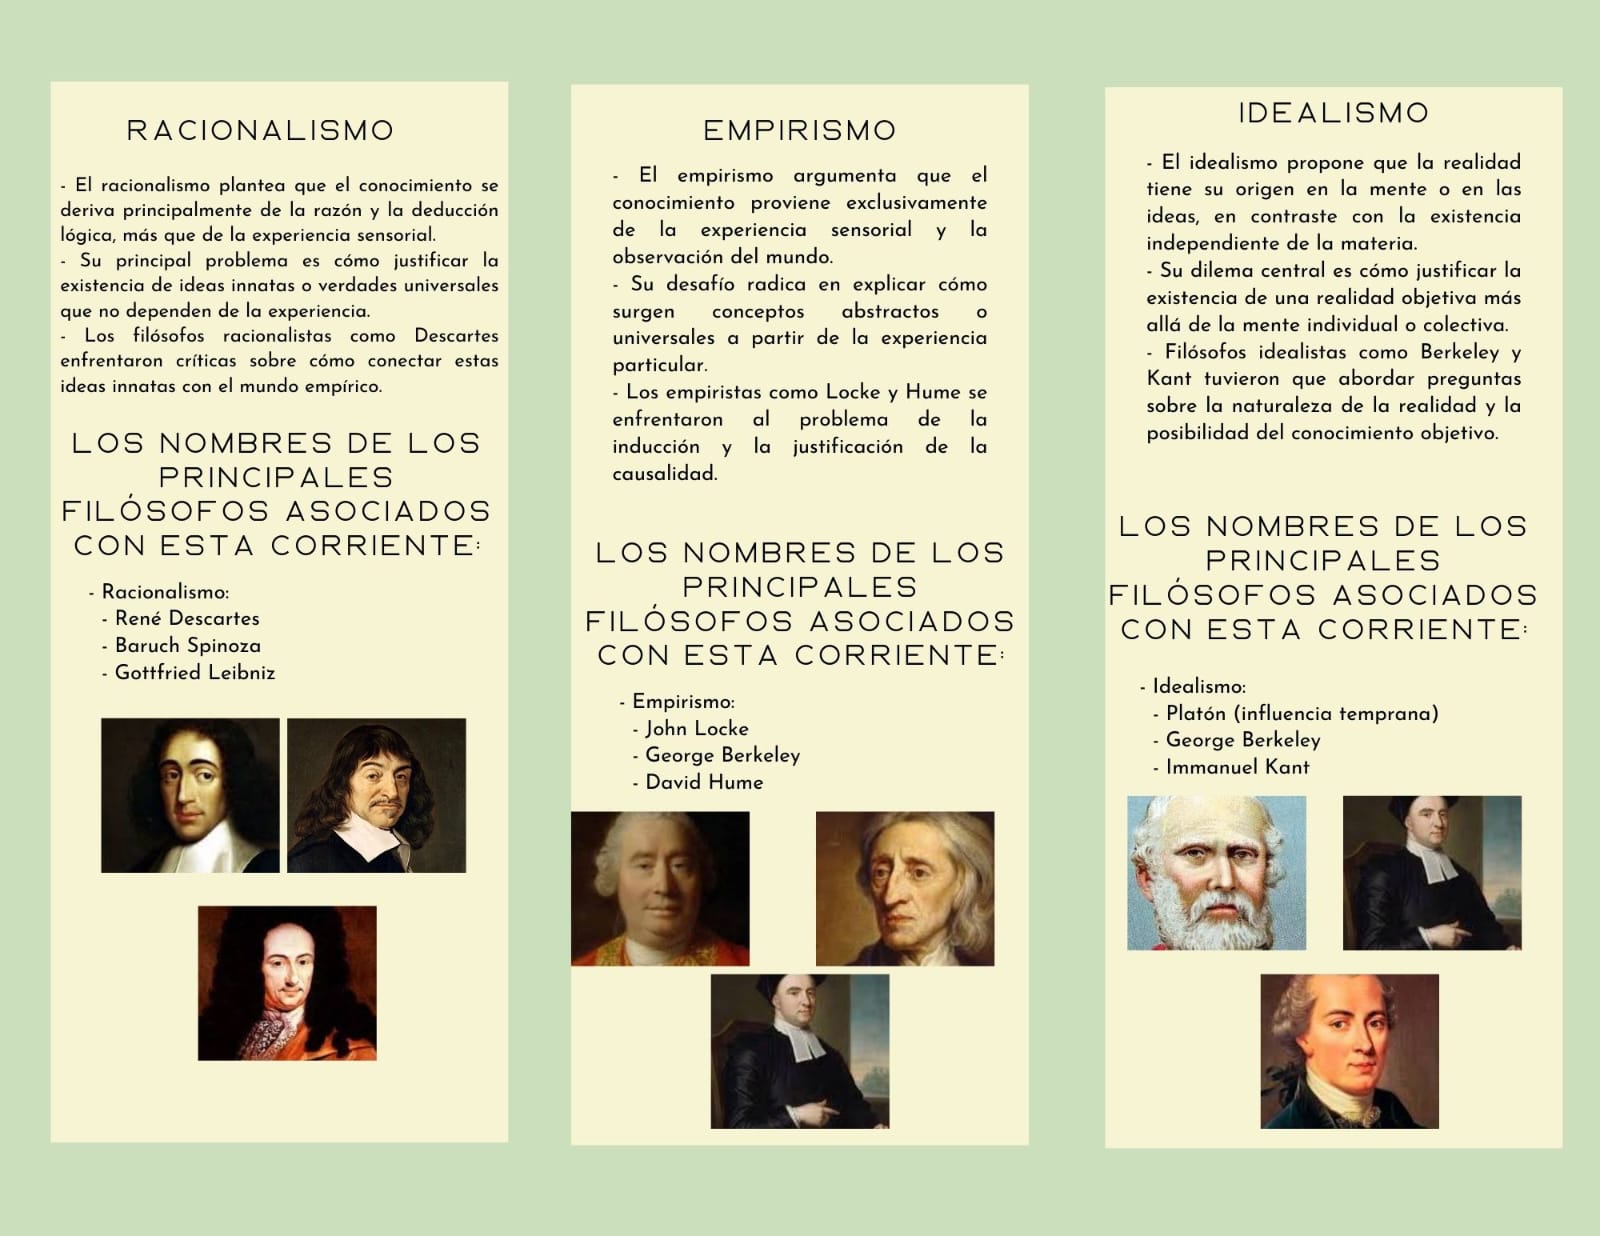 RACIONALISMO
- El racionalismo plantea que el conocimiento se
deriva principalmente de la razón y la deducción
lógica, más que de la experiencia sensorial.
- Su principal problema es cómo justificar la
existencia de ideas innatas o verdades universales
que no dependen de la experiencia.
- Los filósofos racionalistas como Descartes
enfrentaron críticas sobre cómo conectar estas
ideas innatas con el mundo empírico.
LOS NOMBRES DE LOS
PRINCIPALES
FILÓSOFOS ASOCIADOS
CON ESTA CORRIENTE:
- Racionalismo:
- René Descartes
- Baruch Spinoza
- Gottfried Leibniz
EMPIRISMO
- El empirismo argumenta que el
conocimiento proviene exclusivamente
de la experiencia sensorial y la
observación del mundo.
- Su desafío radica en explicar cómo
surgen conceptos abstractos o
universales a partir de la experiencia
particular.
- Los empiristas como Locke y Hume se
enfrentaron al problema de la
inducción y la justificación de la
causalidad.
LOS NOMBRES DE LOS
PRINCIPALES
FILÓSOFOS ASOCIADOS
CON ESTA CORRIENTE:
- Empirismo:
- John Locke
- George Berkeley
- David Hume
IDEALISMO
- El idealismo propone que la realidad
tiene su origen en la mente o en las
ideas, en contraste con la existencia
independiente de la materia.
- Su dilema central es cómo justificar la
existencia de una realidad objetiva más
allá de la mente individual o colectiva.
- Filósofos idealistas como Berkeley y
Kant tuvieron que abordar preguntas
sobre la naturaleza de la realidad y la
posibilidad del conocimiento objetivo.
LOS NOMBRES DE LOS
PRINCIPALES
FILÓSOFOS ASOCIADOS
CON ESTA CORRIENTE:
- Idealismo:
- Platón (influencia temprana)
- George Berkeley
- Immanuel Kant